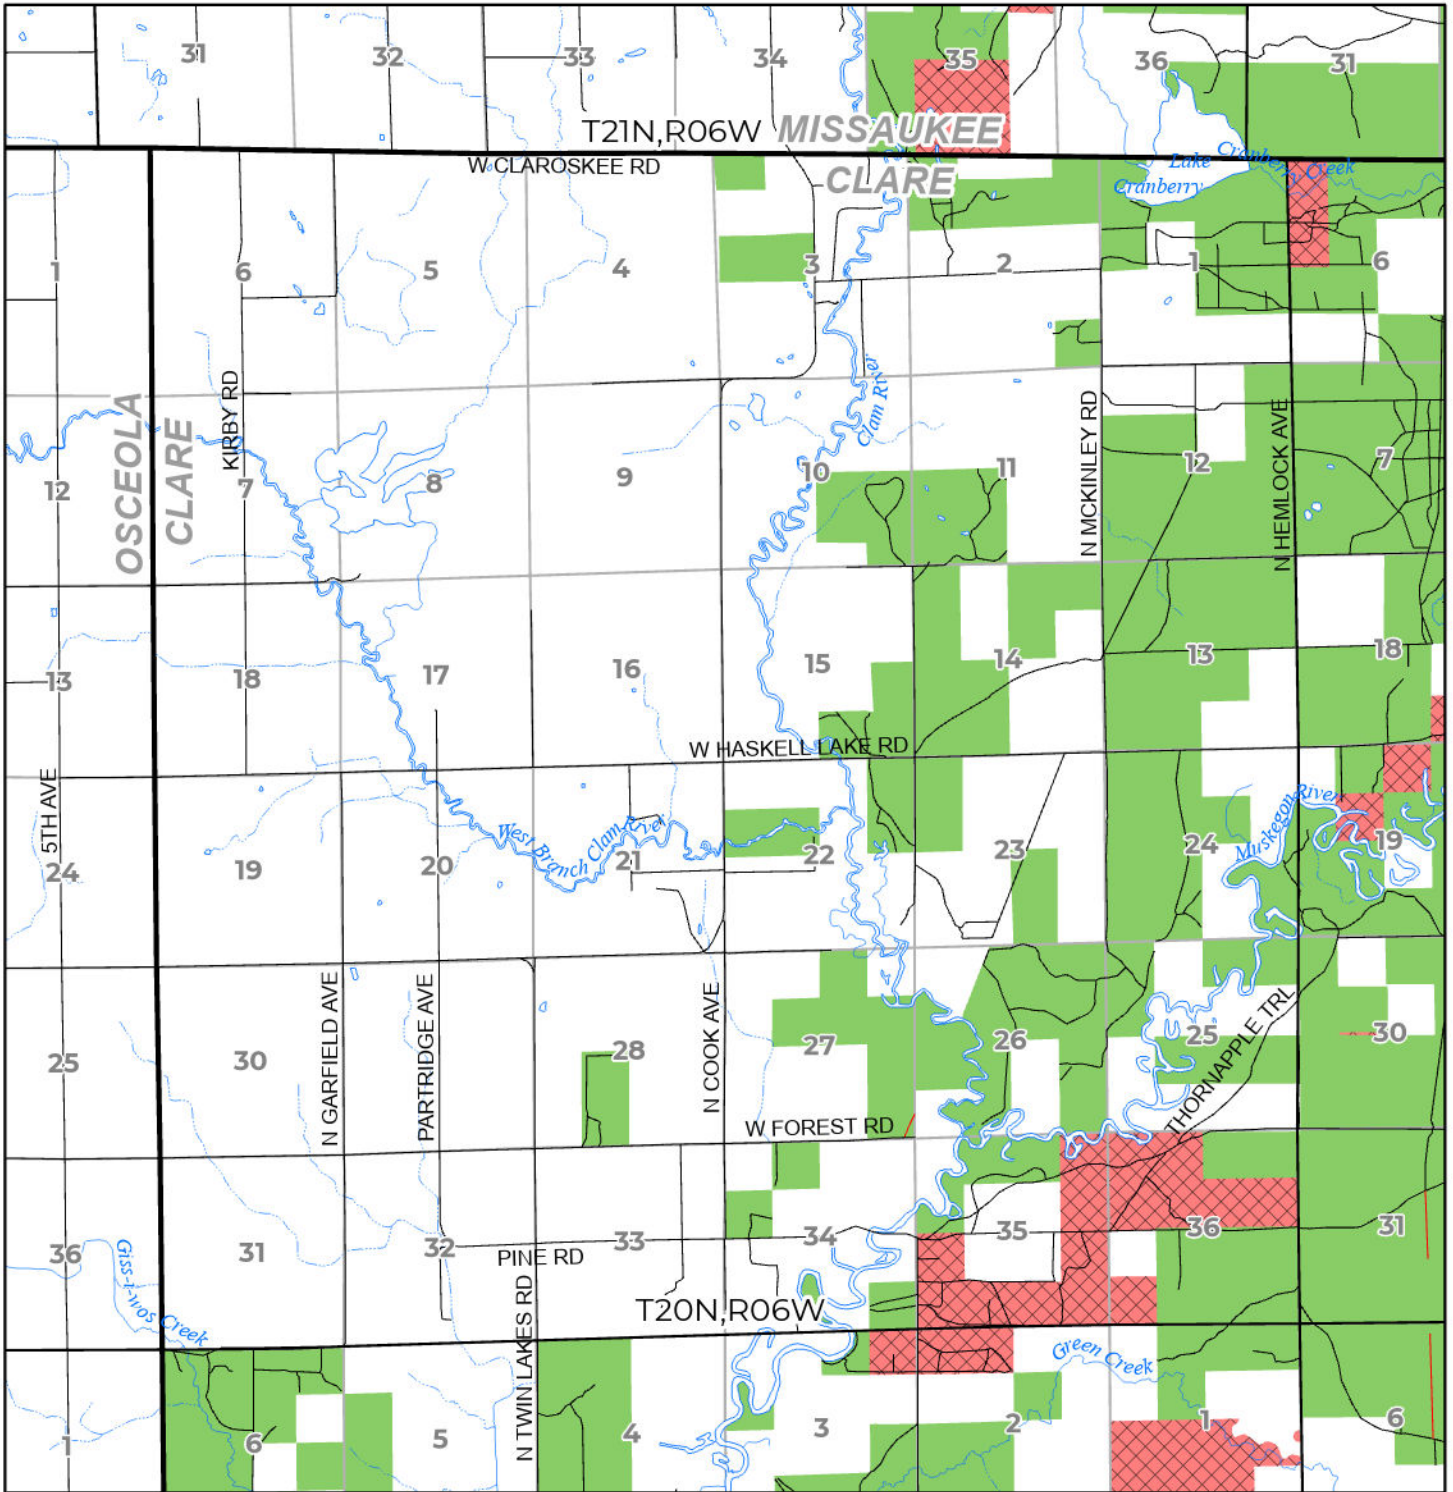 31
32
33
34
35
36
31
T21N,R06W
MISSAUKEE
CLARE
W CLAROSKEE RD
Lake
Cranberry
Cranberry Creek
1
6
5
4
3
2
1
6
KIRBY RD
OSCEOLA
CLARE
Clam River
N MCKINLEY RD
N HEMLOCK AVE
12
7
8
9
10
11
12
7
13
18
17
16
15
14
13
18
W HASKELL LAKE RD
5TH AVE
West Branch Clam River
Muskegon River
24
19
20
21
22
23
24
19
N GARFIELD AVE
PARTRIDGE AVE
N COOK AVE
THORNAPPLE TRL
25
30
28
27
26
25
30
W FOREST RD
36
31
32
33
34
35
36
31
Giss-i-wos Creek
PINE RD
N TWIN LAKES RD
T20N,R06W
Green Creek
1
6
5
4
3
2
1
6